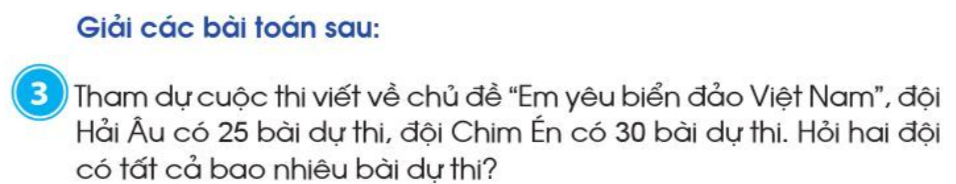 Giải các bài toán sau:
3 Tham dự cuộc thi viết về chủ đề “Em yêu biển đảo Việt Nam”, đội
Hải Âu có 25 bài dự thi, đội Chim Én có 30 bài dự thi. Hỏi hai đội
có tất cả bao nhiêu bài dự thi?